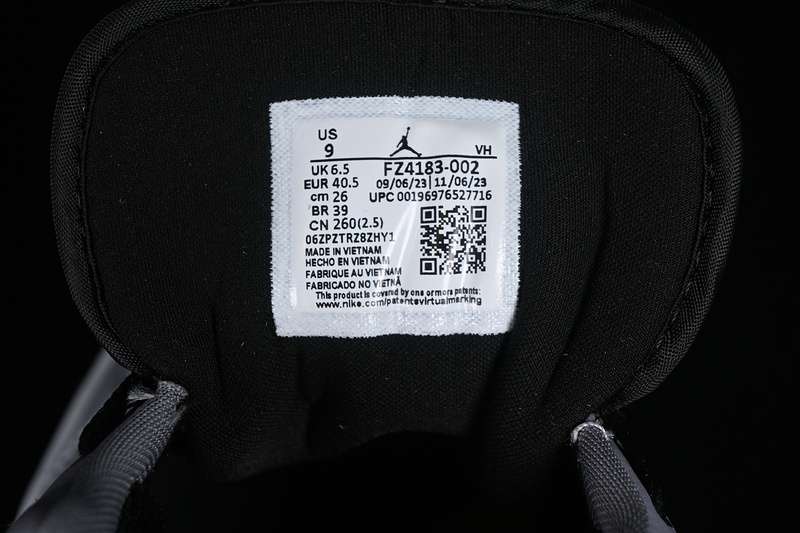 US
9 VH
UK 6.5 FZ4183-002
EUR 40.5 09/06/23 | 11/06/23
cm 26 UPC 00196976527716
BR 39
CN 260(2.5)
06ZPZTRZ8ZHY1
MADE IN VIETNAM
HECHO EN VIETNAM
FABRIQUE AU VIETNAM
FABRICADO NO VIETNÃ
This product is covered by one or more patents:
www.nike.com/patentsvirtualmarking